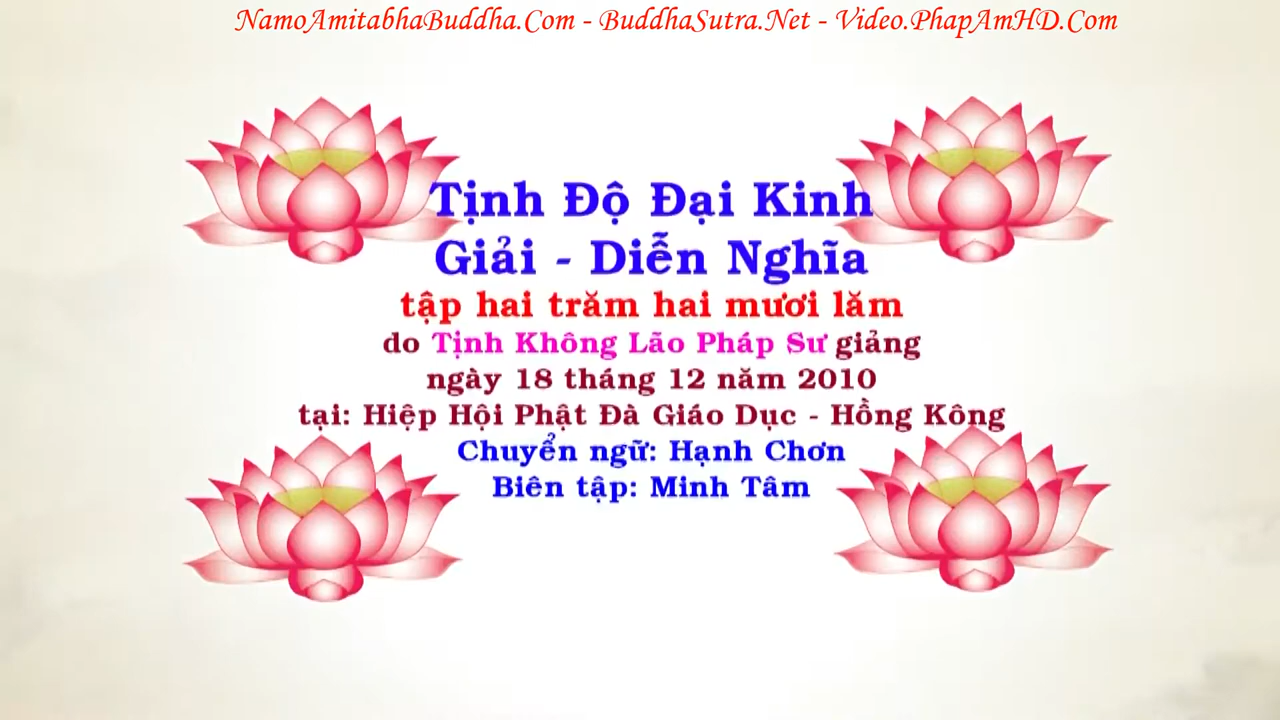 NamoAmitabhaBuddha.Com - BuddhaSutra.Net - Video.PhapAmHD.Com
Tịnh Độ Đại Kinh
Giải - Diễn Nghĩa
tập hai trăm hai mươi lăm
do Tịnh Không Lão Pháp Sư giảng
ngày 18 tháng 12 năm 2010
tại: Hiệp Hội Phật Đà Giáo Dục - Hồng Kông
Chuyển ngữ: Hạnh Chơn
Biên tập: Minh Tâm